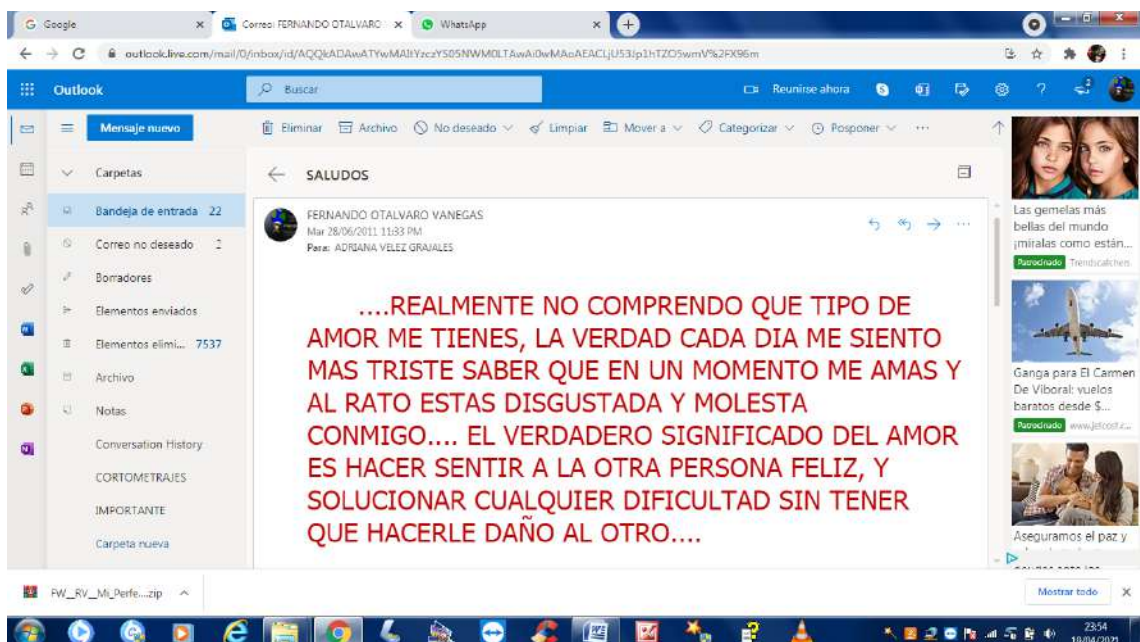 Google
Correo: FERNANDO OTALVARO
WhatsApp
Outlook
Buscar
Reunirse ahora
Mensaje nuevo
Eliminar Archivo No deseado Limpiar Mover a Categorizar Posponer
Carpetas
Bandeja de entrada 22
Correo no deseado
Borradores
Elementos enviados
Elementos elimi... 7537
Archivo
Notas
Conversation History
CORTOMETRAJES
IMPORTANTE
Carpeta nueva
SALUDOS
FERNANDO OTALVARO VANEGAS
Mar 28/06/2011 11:33 PM
Para: ADRIANA VELEZ GRAJALES
....REALMENTE NO COMPRENDO QUE TIPO DE
AMOR ME TIENES, LA VERDAD CADA DIA ME SIENTO
MAS TRISTE SABER QUE EN UN MOMENTO ME AMAS Y
AL RATO ESTAS DISGUSTADA Y MOLESTA
CONMIGO.... EL VERDADERO SIGNIFICADO DEL AMOR
ES HACER SENTIR A LA OTRA PERSONA FELIZ, Y
SOLUCIONAR CUALQUIER DIFICULTAD SIN TENER
QUE HACERLE DAÑO AL OTRO....
Las gemelas más
bellas del mundo
¡míralas como están...
Patrocinado Trendscatchers
Ganga para El Carmen
De Viboral: vuelos
baratos desde $...
Patrocinado www.jetcost.c...
Aseguramos el paz y
FW__RV__Mi_Perfe....zip
Mostrar todo
23:54
19/04/2021